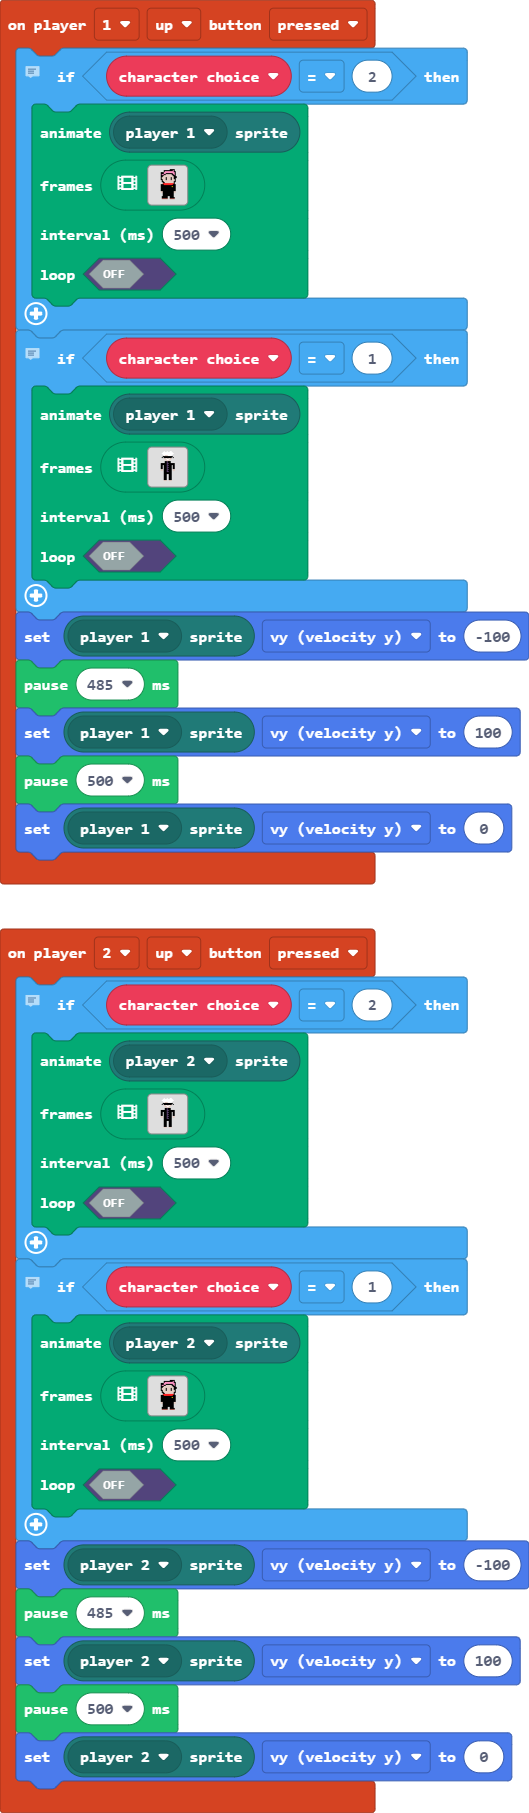 on player 1 up button pressed
if character choice = 2 then
animate player 1 sprite
frames
interval (ms) 500
loop OFF
if character choice = 1 then
animate player 1 sprite
frames
interval (ms) 500
loop OFF
set player 1 sprite vy (velocity y) to -100
pause 485 ms
set player 1 sprite vy (velocity y) to 100
pause 500 ms
set player 1 sprite vy (velocity y) to 0
on player 2 up button pressed
if character choice = 2 then
animate player 2 sprite
frames
interval (ms) 500
loop OFF
if character choice = 1 then
animate player 2 sprite
frames
interval (ms) 500
loop OFF
set player 2 sprite vy (velocity y) to -100
pause 485 ms
set player 2 sprite vy (velocity y) to 100
pause 500 ms
set player 2 sprite vy (velocity y) to 0